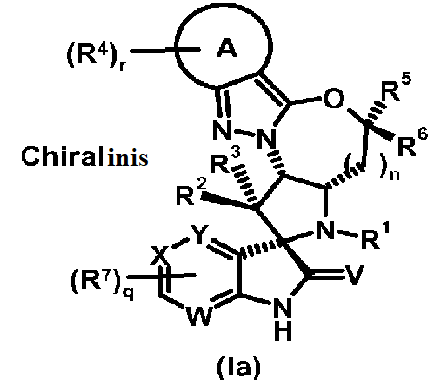 (R⁴)r A
O R⁵
R⁶
N N ( )n
Chiralinis R³
R²
Y N R¹
X
(R⁷)q V
W N
H
(Ia)